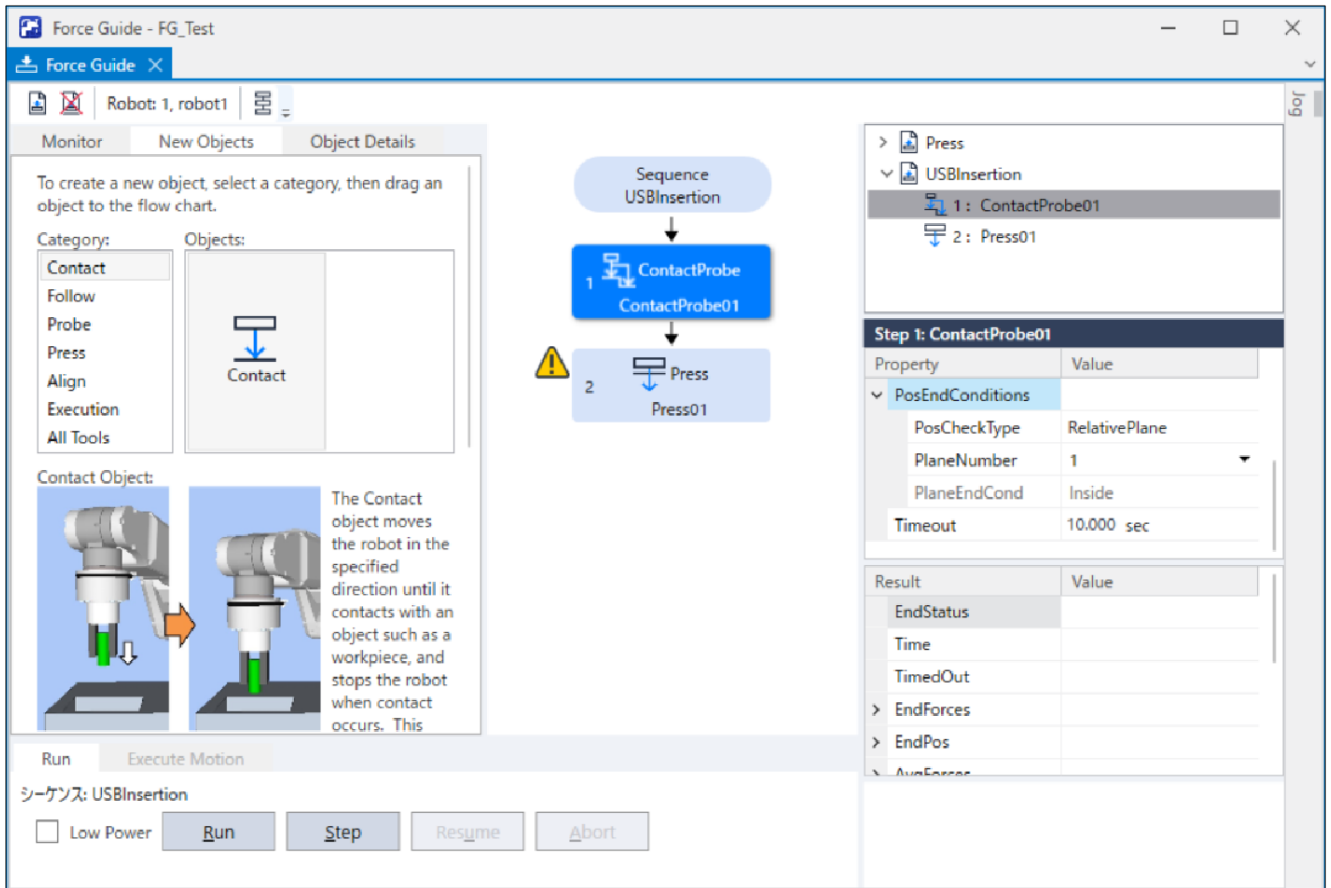 Force Guide - FG_Test
Force Guide
Robot: 1, robot1
Jog
Monitor New Objects Object Details
To create a new object, select a category, then drag an
object to the flow chart.
Category: Objects:
Contact
Follow
Probe
Press
Align
Execution
All Tools
Contact
Contact Object:
The Contact
object moves
the robot in the
specified
direction until it
contacts with an
object such as a
workpiece, and
stops the robot
when contact
occurs. This
Sequence
USBInsertion
1 ContactProbe
ContactProbe01
2 Press
Press01
Press
USBInsertion
1 : ContactProbe01
2 : Press01
Step 1: ContactProbe01
Property Value
PosEndConditions
PosCheckType RelativePlane
PlaneNumber 1
PlaneEndCond Inside
Timeout 10.000 sec
Result Value
EndStatus
Time
TimedOut
EndForces
EndPos
AvgForces
Run Execute Motion
シーケンス: USBInsertion
Low Power Run Step Resume Abort